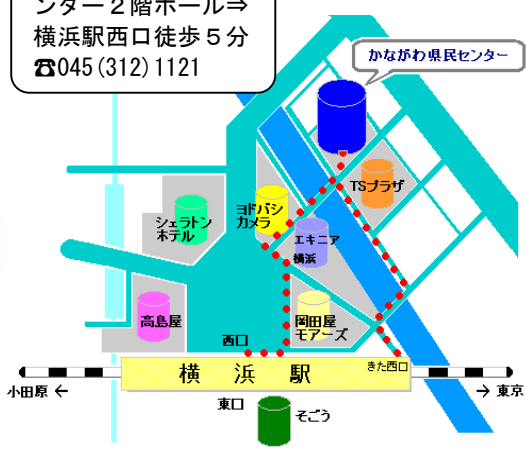 ンター２階ホール⇒
横浜駅西口徒歩５分
☎045(312)1121
かながわ県民センター
TSプラザ
ヨドバシ
カメラ
シェラトン
ホテル
エキニア
横浜
高島屋
岡田屋
モアーズ
西口
きた西口
横浜駅
小田原 ←
→ 東京
東口
そごう